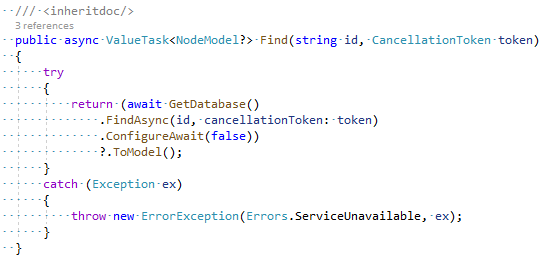 /// <inheritdoc/>
3 references
public async ValueTask<NodeModel?> Find(string id, CancellationToken token)
{
    try
    {
        return (await GetDatabase()
            .FindAsync(id, cancellationToken: token)
            .ConfigureAwait(false))
            ?.ToModel();
    }
    catch (Exception ex)
    {
        throw new ErrorException(Errors.ServiceUnavailable, ex);
    }
}